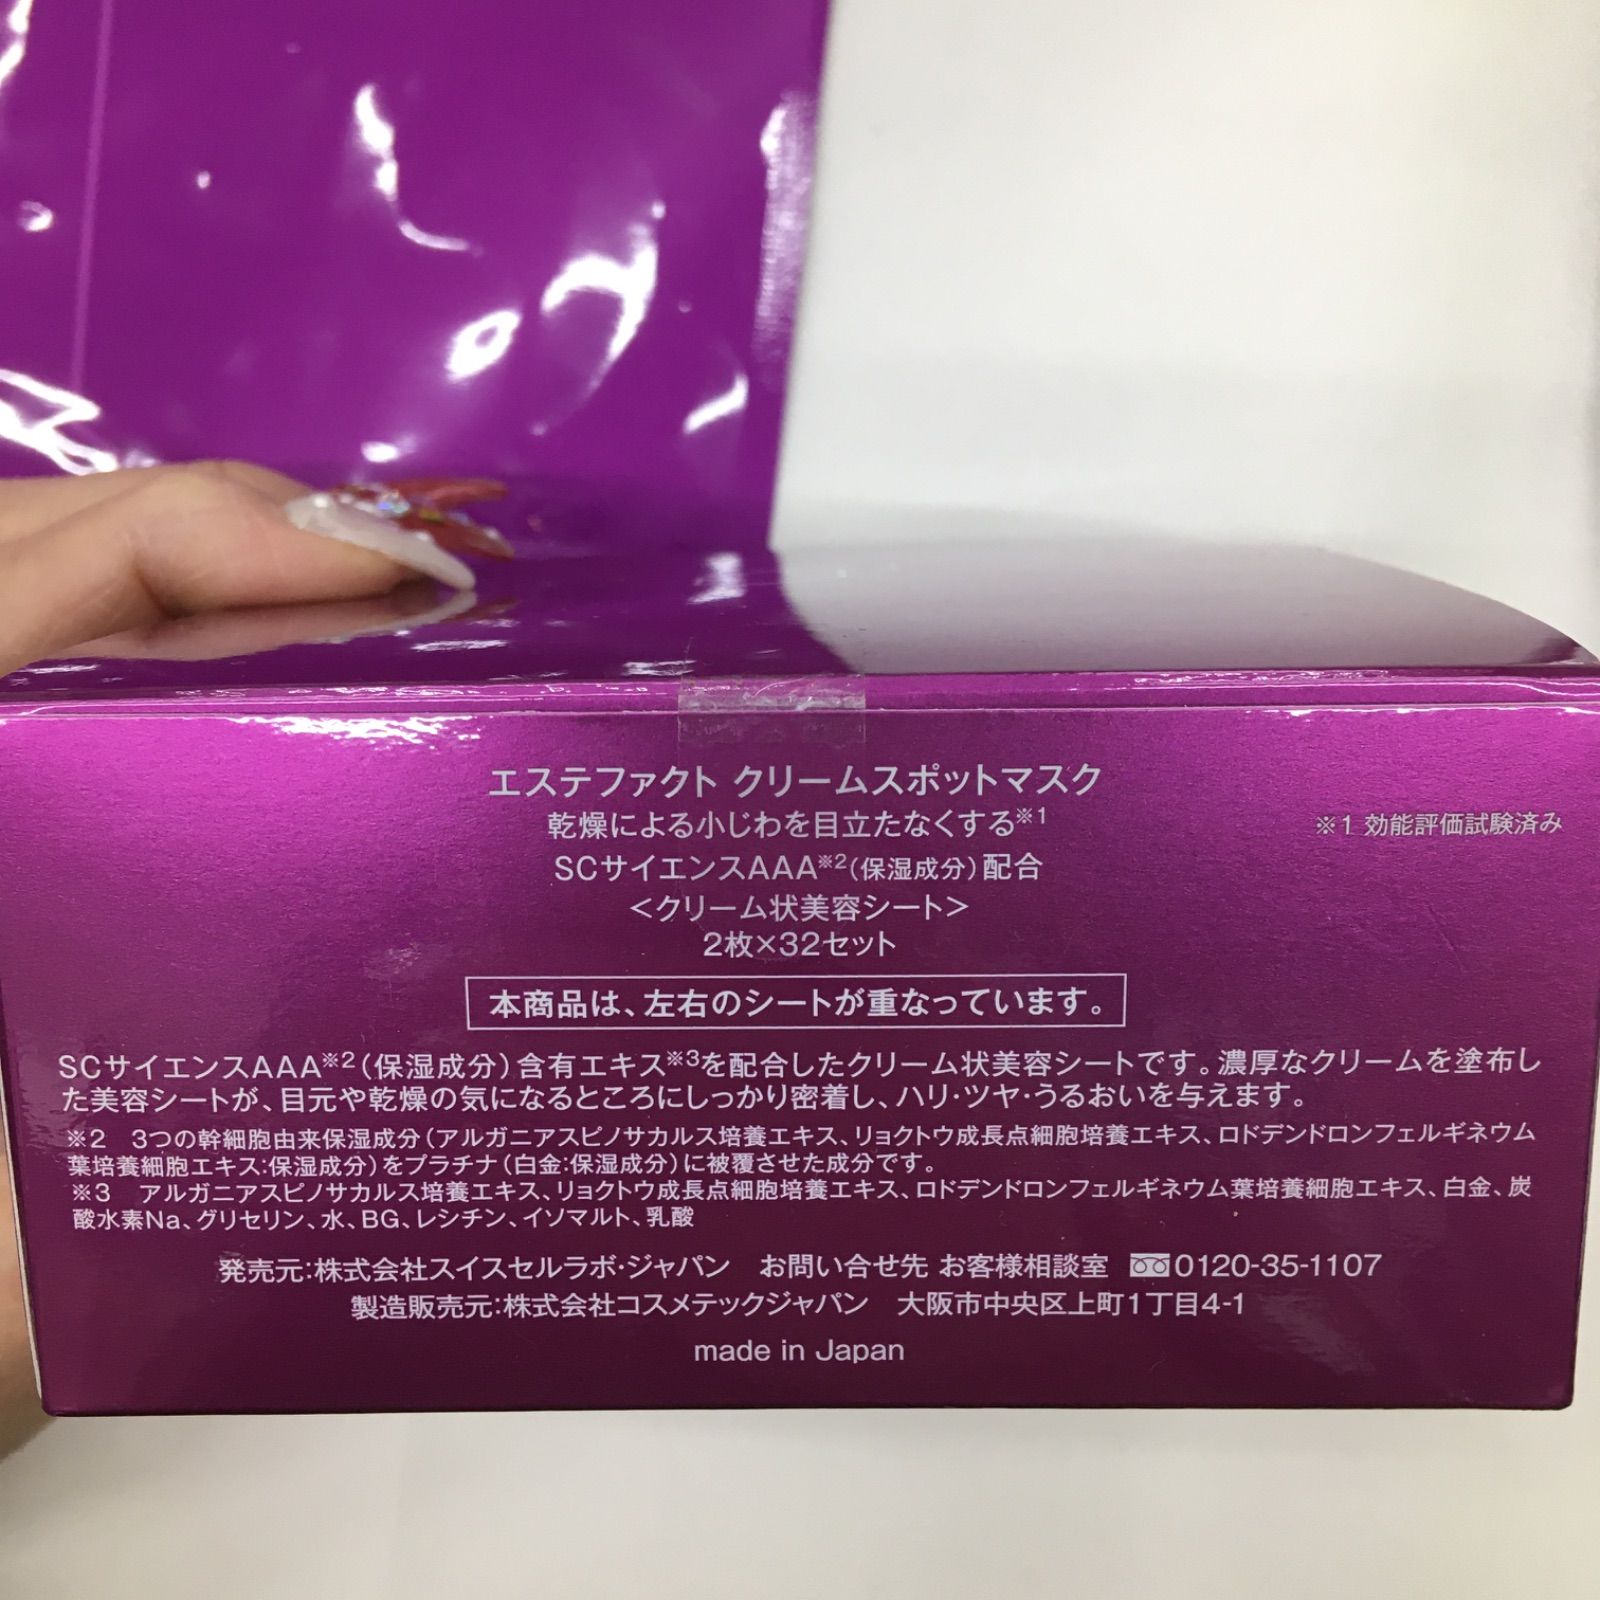 エステファクト クリームスポットマスク
乾燥による小じわを目立たなくする※1
※1 効能評価試験済み
SCサイエンスAAA※2(保湿成分)配合
<クリーム状美容シート>
2枚×32セット
本商品は、左右のシートが重なっています。
SCサイエンスAAA※2(保湿成分)含有エキス※3を配合したクリーム状美容シートです。濃厚なクリームを塗布し
た美容シートが、目元や乾燥の気になるところにしっかり密着し、ハリ・ツヤ・うるおいを与えます。
※2 3つの幹細胞由来保湿成分(アルガニアスピノサカルス培養エキス、リョクトウ成長点細胞培養エキス、ロドデンドロンフェルギネウム
葉培養細胞エキス:保湿成分)をプラチナ(白金:保湿成分)に被覆させた成分です。
※3 アルガニアスピノサカルス培養エキス、リョクトウ成長点細胞培養エキス、ロドデンドロンフェルギネウム葉培養細胞エキス、白金、炭
酸水素Na、グリセリン、水、BG、レシチン、イソマルト、乳酸
発売元:株式会社スイスセルラボ・ジャパン お問い合せ先 お客様相談室 0120-35-1107
製造販売元:株式会社コスメテックジャパン 大阪市中央区上町1丁目4-1
made in Japan